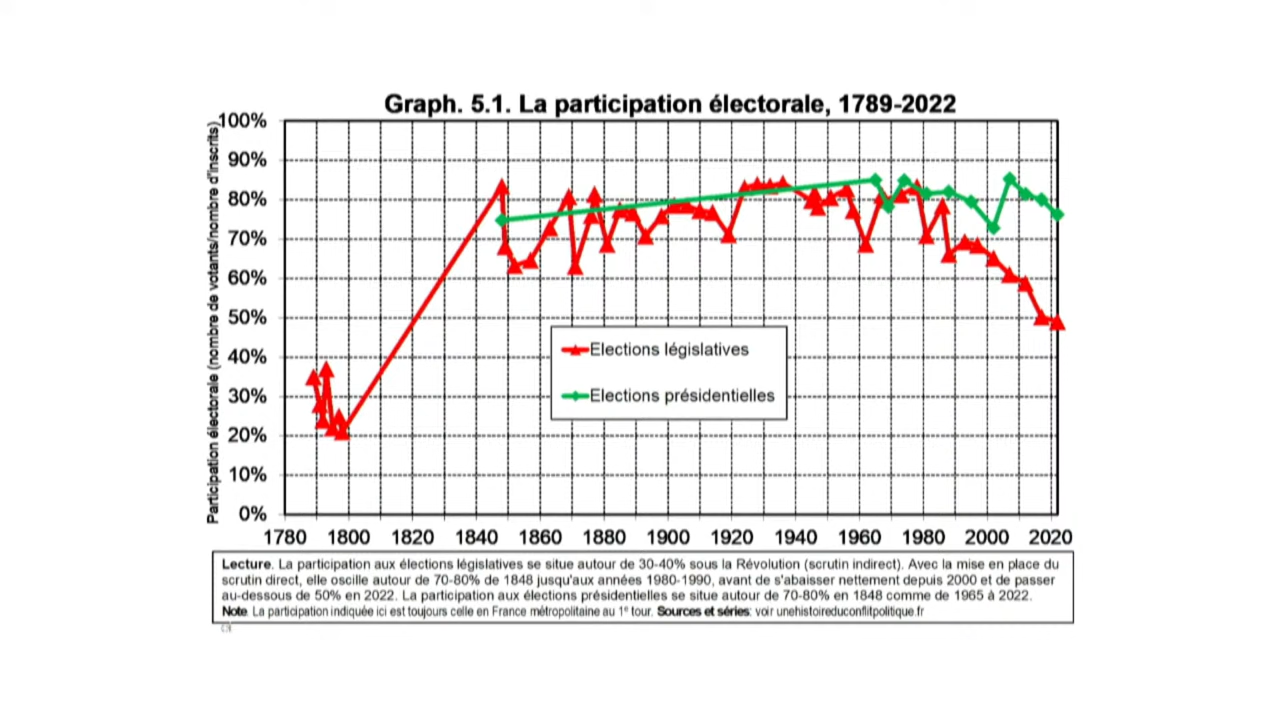 Graph. 5.1. La participation électorale, 1789-2022
Participation électorale (nombre de votants/nombre d'inscrits)
100%
90%
80%
70%
60%
50%
40%
30%
20%
10%
0%
Elections législatives
Elections présidentielles
1780 1800 1820 1840 1860 1880 1900 1920 1940 1960 1980 2000 2020
Lecture. La participation aux élections législatives se situe autour de 30-40% sous la Révolution (scrutin indirect). Avec la mise en place du
scrutin direct, elle oscille autour de 70-80% de 1848 jusqu'aux années 1980-1990, avant de s'abaisser nettement depuis 2000 et de passer
au-dessous de 50% en 2022. La participation aux élections présidentielles se situe autour de 70-80% en 1848 comme de 1965 à 2022.
Note. La participation indiquée ici est toujours celle en France métropolitaine au 1ᵉ tour. Sources et séries: voir unehistoireduconflitpolitique.fr